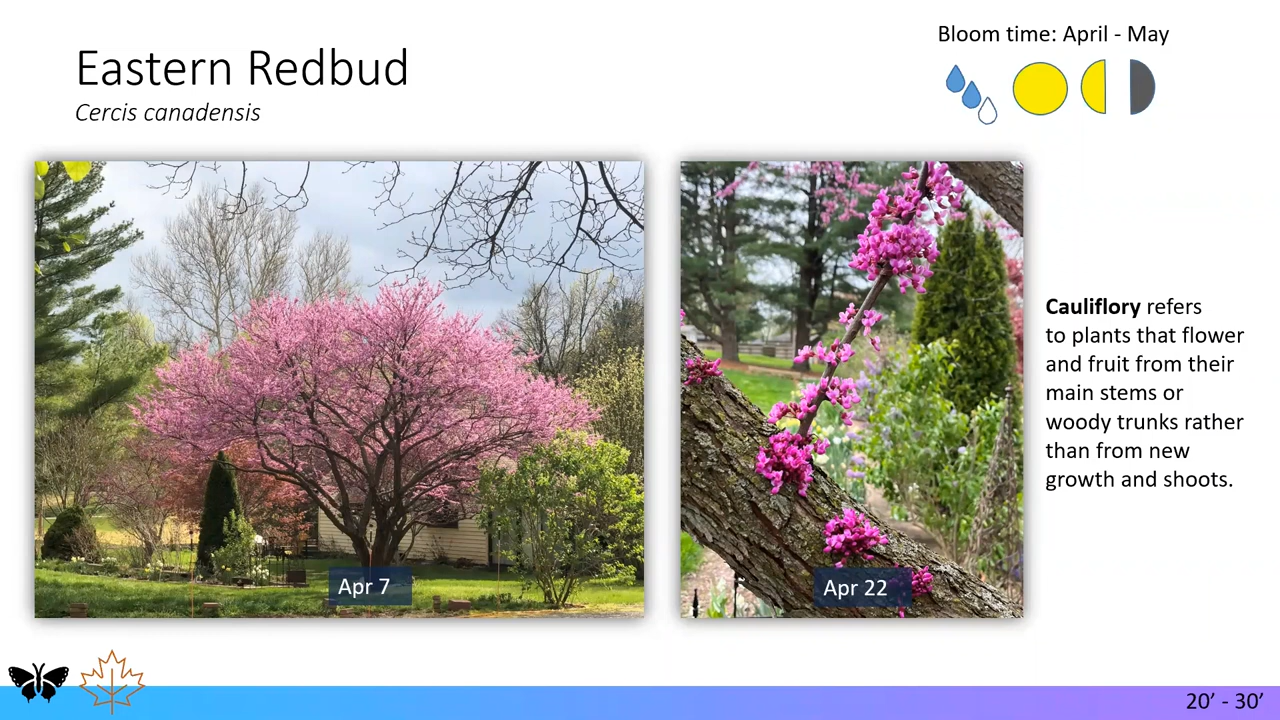 Bloom time: April - May
Eastern Redbud
Cercis canadensis
Cauliflory refers
to plants that flower
and fruit from their
main stems or
woody trunks rather
than from new
growth and shoots.
Apr 7
Apr 22
20’ - 30’